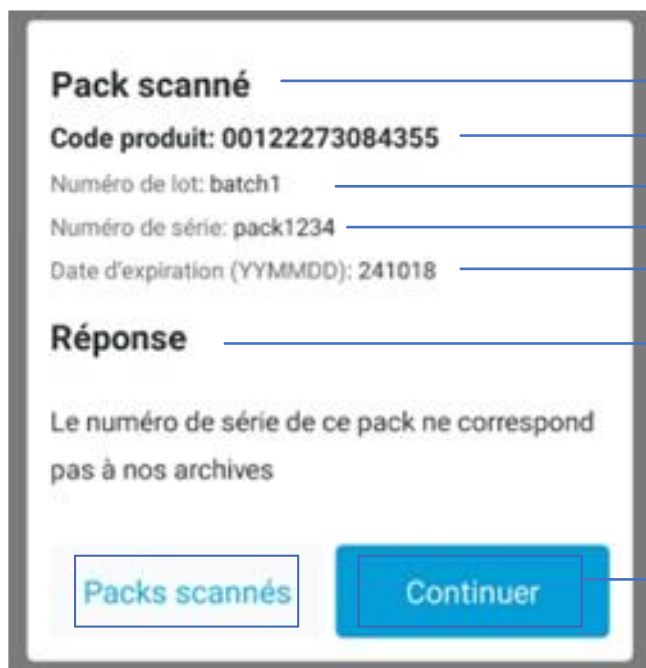 Pack scanné
Code produit: 00122273084355
Numéro de lot: batch1
Numéro de série: pack1234
Date d'expiration (YYMMDD): 241018
Réponse
Le numéro de série de ce pack ne correspond
pas à nos archives
Packs scannés Continuer